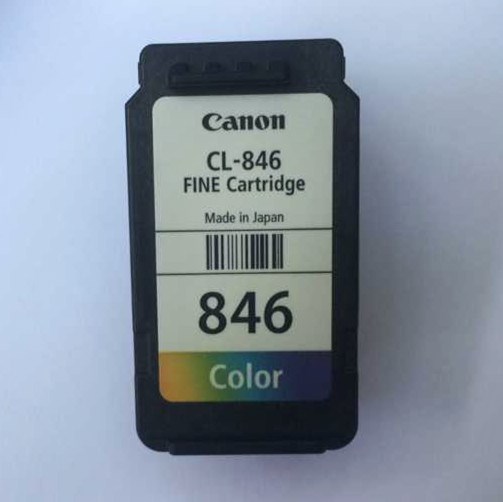 Canon
CL-846
FINE Cartridge
Made in Japan
846
Color